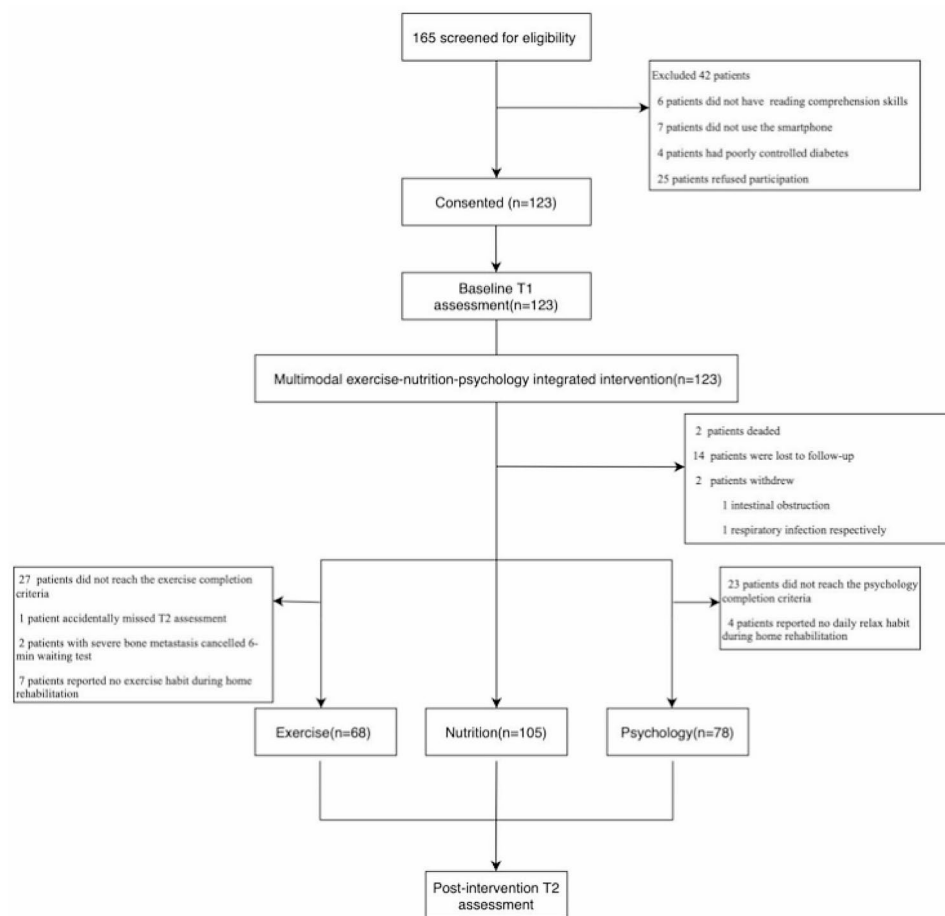 165 screened for eligibility
Excluded 42 patients
6 patients did not have reading comprehension skills
7 patients did not use the smartphone
4 patients had poorly controlled diabetes
25 patients refused participation
Consented (n=123)
Baseline T1
assessment(n=123)
Multimodal exercise-nutrition-psychology integrated intervention(n=123)
2 patients deaded
14 patients were lost to follow-up
2 patients withdrew
1 intestinal obstruction
1 respiratory infection respectively
27 patients did not reach the exercise completion
criteria
1 patient accidentally missed T2 assessment
2 patients with severe bone metastasis cancelled 6-
min waiting test
7 patients reported no exercise habit during home
rehabilitation
23 patients did not reach the psychology
completion criteria
4 patients reported no daily relax habit
during home rehabilitation
Exercise(n=68)
Nutrition(n=105)
Psychology(n=78)
Post-intervention T2
assessment